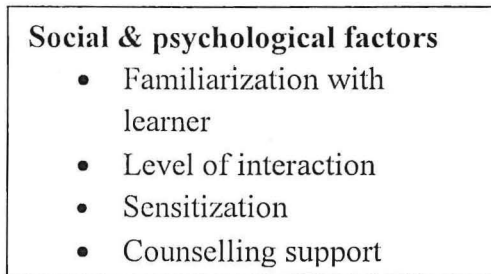 Social & psychological factors
• Familiarization with
learner
• Level of interaction
• Sensitization
• Counselling support